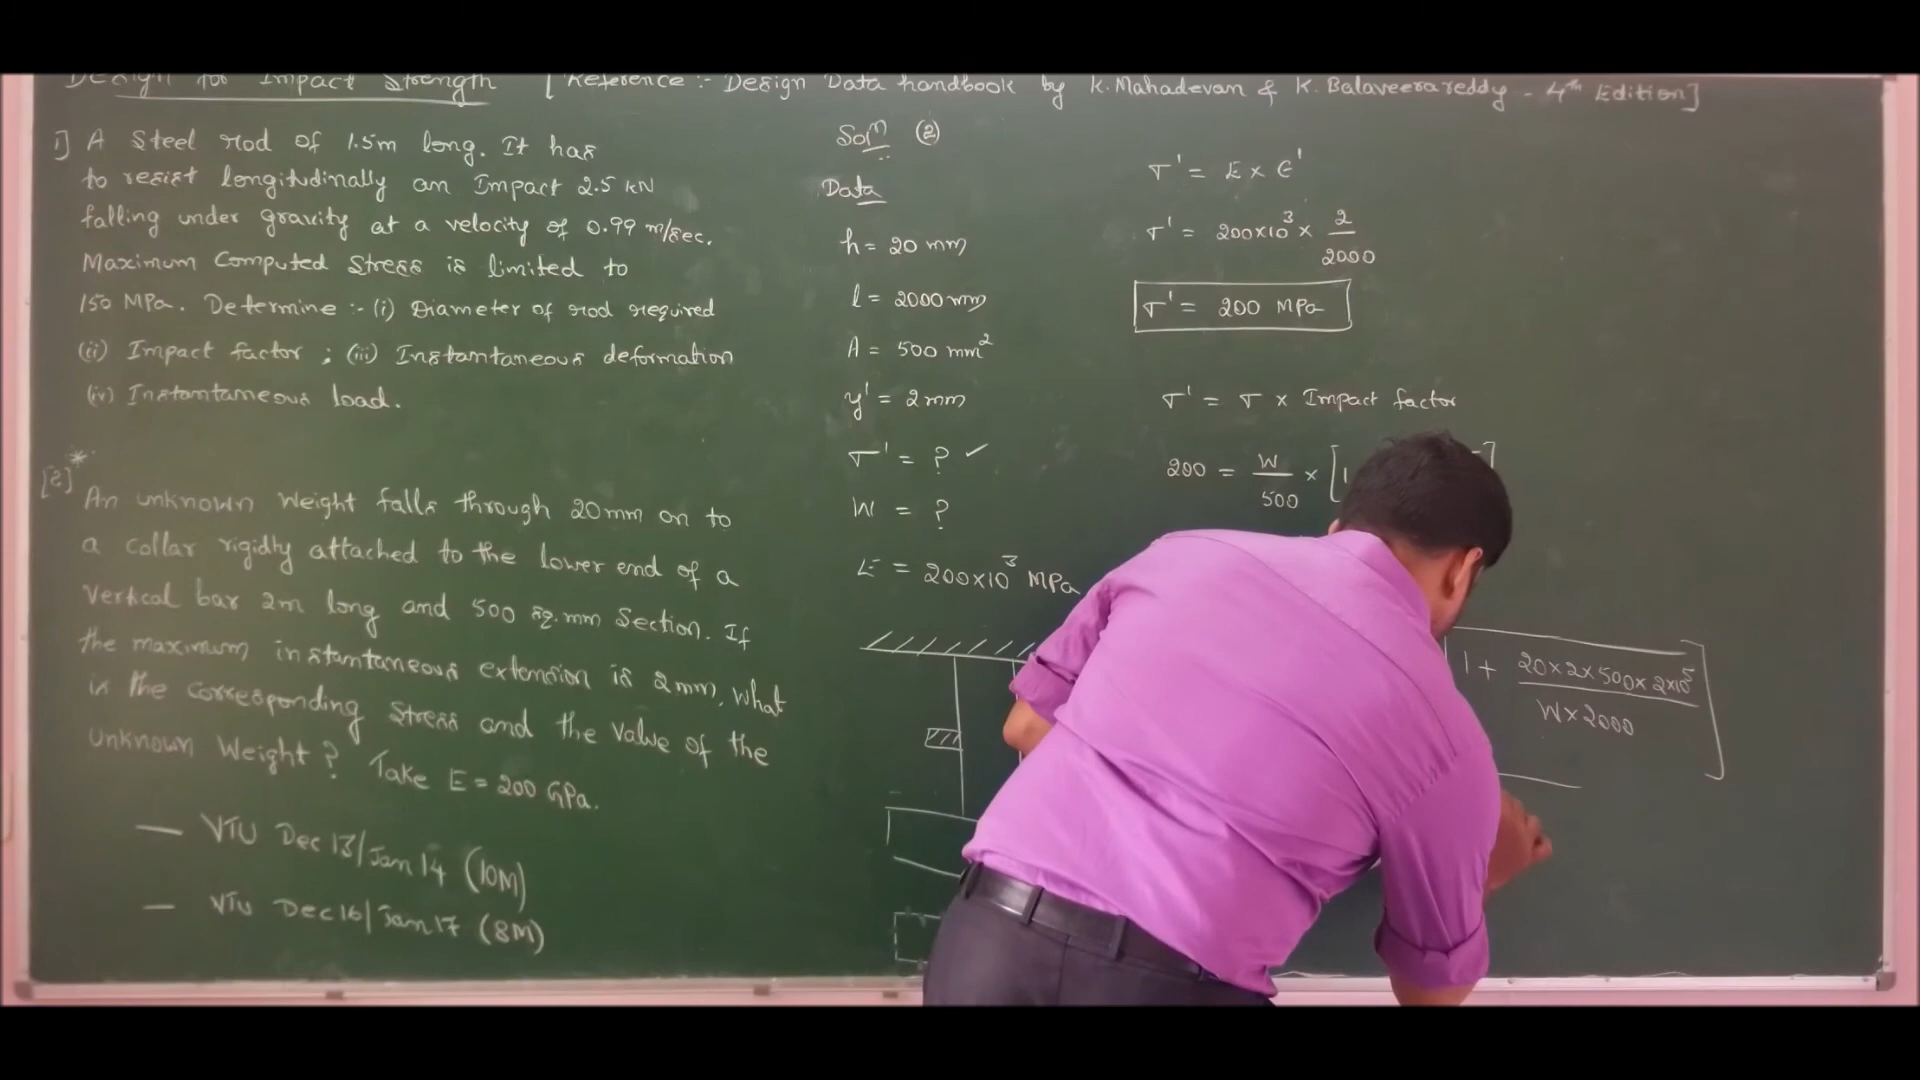 Design for Impact Strength [Reference :- Design Data handbook by K. Mahadevan & K. Balaveerareddy - 4th Edition]
1] A Steel rod of 1.5m long. It has
to resist longitudinally an Impact 2.5 kN
falling under gravity at a velocity of 0.99 m/sec.
Maximum Computed Stress is limited to
150 MPa. Determine :- (i) Diameter of rod required
(ii) Impact factor ; (iii) Instantaneous deformation
(iv) Instantaneous load.
[2]*
An unknown Weight falls through 20mm on to
a collar rigidly attached to the lower end of a
Vertical bar 2m long and 500 sq.mm Section. If
the maximum instantaneous extension is 2mm, what
is the corresponding Stress and the value of the
unknown Weight? Take E = 200 GPa.
— VTU Dec 13/Jan 14 (10M)
— VTU Dec 16/Jan 17 (8M)
Solⁿ (2)
Data
h = 20 mm
l = 2000 mm
A = 500 mm²
y' = 2mm
σ' = ? ✓
W = ?
E = 200×10³ MPa
σ' = E × ε'
σ' = 200×10³ × 2/2000
σ' = 200 MPa
σ' = σ × Impact factor
200 = W/500 × [1
1 + 20×2×500×2×10⁵
W×2000